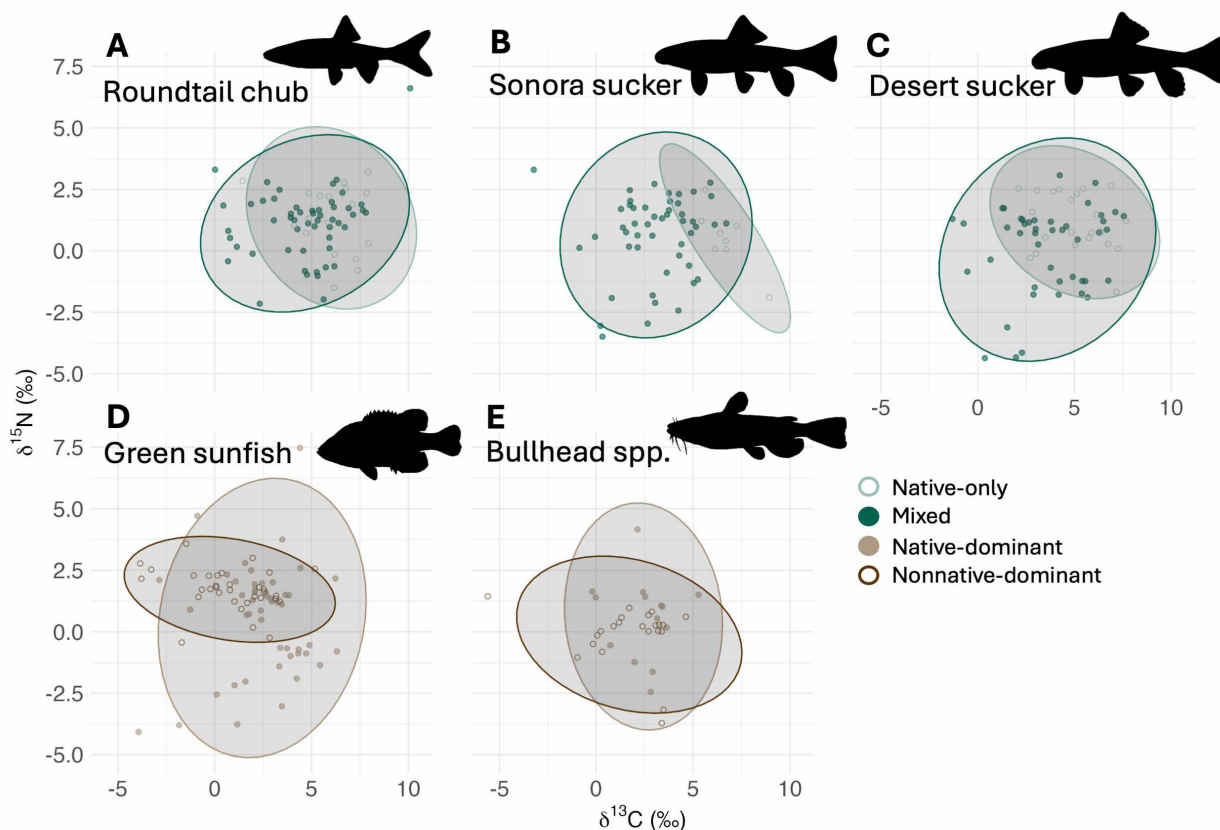 A
B
C
Roundtail chub
Sonora sucker
Desert sucker
7.5
5.0
2.5
0.0
-2.5
-5.0
-5 0 5 10
D
E
Green sunfish
Bullhead spp.
7.5
5.0
2.5
0.0
-2.5
-5.0
-5 0 5 10
-5 0 5 10
δ15N (‰)
δ13C (‰)
Native-only
Mixed
Native-dominant
Nonnative-dominant